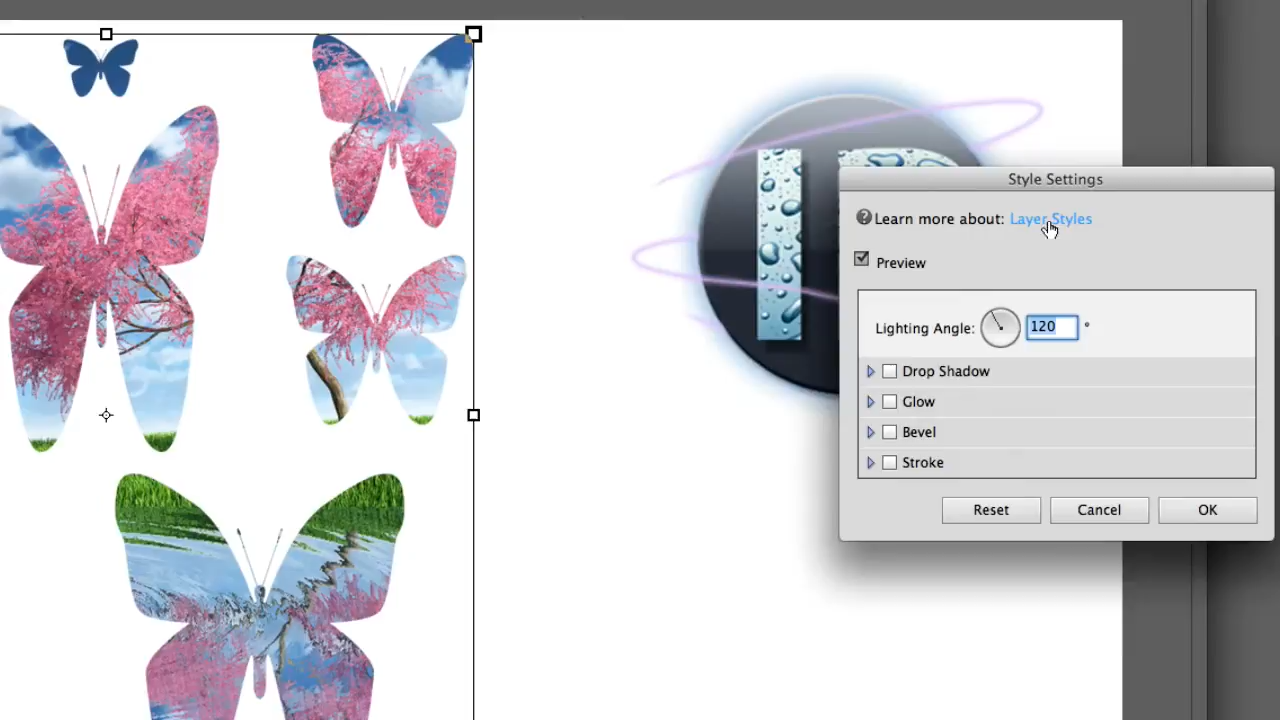 Style Settings
Learn more about: Layer Styles
Preview
Lighting Angle: 120 °
Drop Shadow
Glow
Bevel
Stroke
Reset Cancel OK